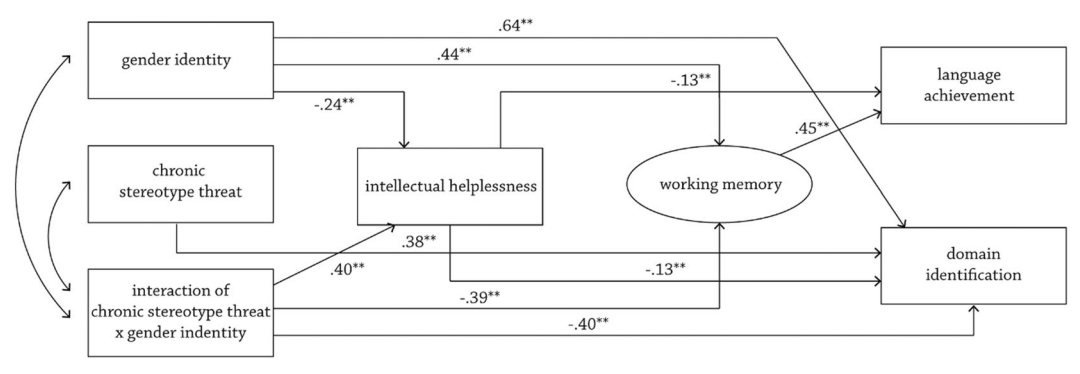 .64**
gender identity
.44**
-.13**
language
achievement
-.24**
.45**
chronic
stereotype threat
intellectual helplessness
working memory
.38**
domain
identification
.40**
-.13**
interaction of
chronic stereotype threat
x gender indentity
-.39**
-.40**